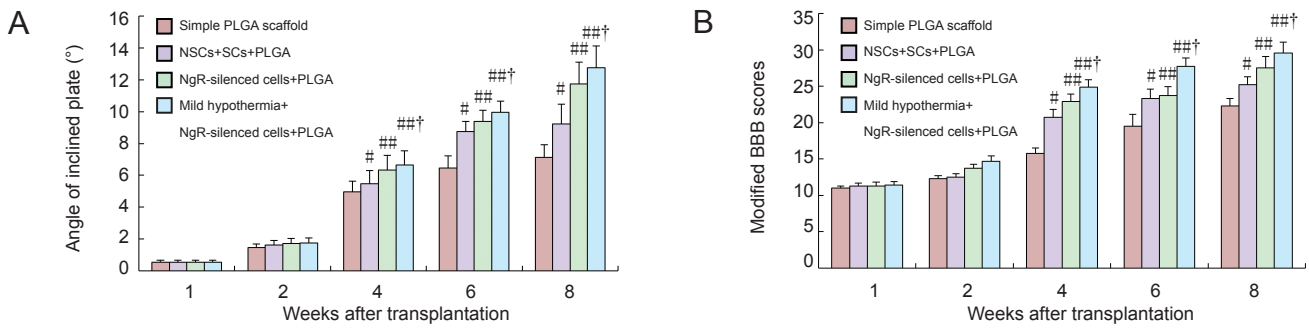 A
Angle of inclined plate (°)
16
14
12
10
8
6
4
2
0
Simple PLGA scaffold
NSCs+SCs+PLGA
NgR-silenced cells+PLGA
Mild hypothermia+
NgR-silenced cells+PLGA
# ## ##†
# ## ##†
# ## ##†
1 2 4 6 8
Weeks after transplantation
B
Modified BBB scores
35
30
25
20
15
10
5
0
Simple PLGA scaffold
NSCs+SCs+PLGA
NgR-silenced cells+PLGA
Mild hypothermia+
NgR-silenced cells+PLGA
# ## ##†
# ## ##†
# ## ##†
1 2 4 6 8
Weeks after transplantation